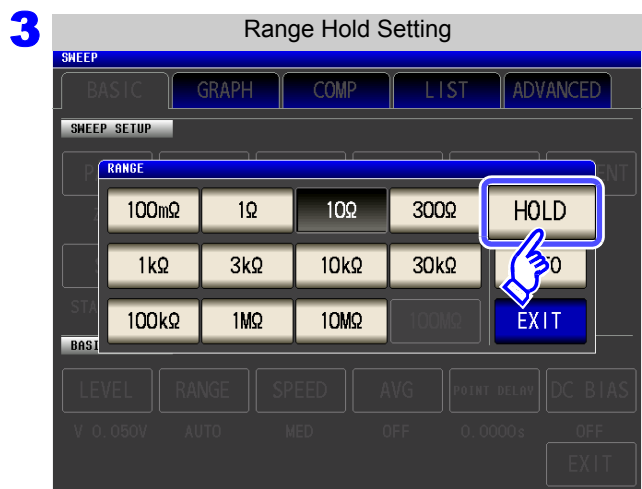 3
Range Hold Setting
SWEEP
BASIC GRAPH COMP LIST ADVANCED
SWEEP SETUP
RANGE
100mΩ 1Ω 10Ω 300Ω HOLD
1kΩ 3kΩ 10kΩ 30kΩ
100kΩ 1MΩ 10MΩ 100MΩ EXIT
LEVEL RANGE SPEED AVG POINT DELAY DC BIAS
V 0.050V AUTO MED OFF 0.0000s OFF
EXIT